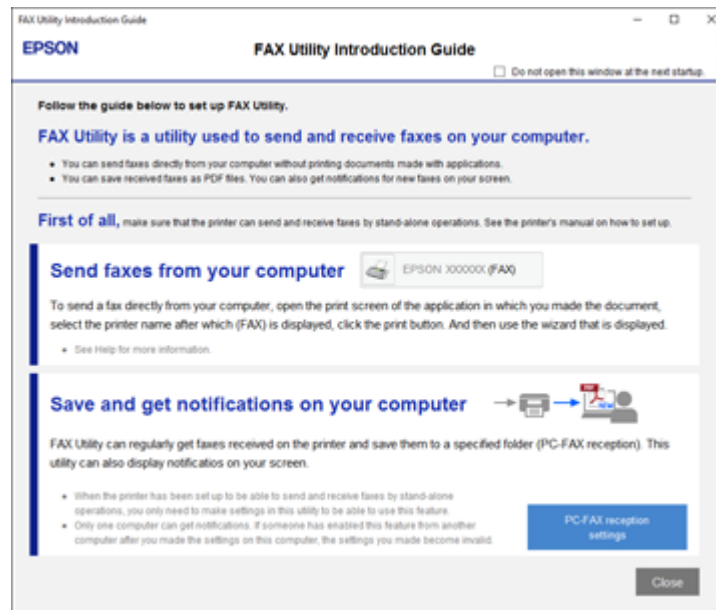 FAX Utility Introduction Guide
EPSON
FAX Utility Introduction Guide
Do not open this window at the next startup.
Follow the guide below to set up FAX Utility.
FAX Utility is a utility used to send and receive faxes on your computer.
• You can send faxes directly from your computer without printing documents made with applications.
• You can save received faxes as PDF files. You can also get notifications for new faxes on your screen.
First of all, make sure that the printer can send and receive faxes by stand-alone operations. See the printer's manual on how to set up.
Send faxes from your computer
EPSON XXXXXX (FAX)
To send a fax directly from your computer, open the print screen of the application in which you made the document,
select the printer name after which (FAX) is displayed, click the print button. And then use the wizard that is displayed.
• See Help for more information.
Save and get notifications on your computer
PDF
NEW
FAX Utility can regularly get faxes received on the printer and save them to a specified folder (PC-FAX reception). This
utility can also display notificatios on your screen.
• When the printer has been set up to be able to send and receive faxes by stand-alone
operations, you only need to make settings in this utility to be able to use this feature.
• Only one computer can get notifications. If someone has enabled this feature from another
computer after you made the settings on this computer, the settings you made become invalid.
PC-FAX reception
settings
Close